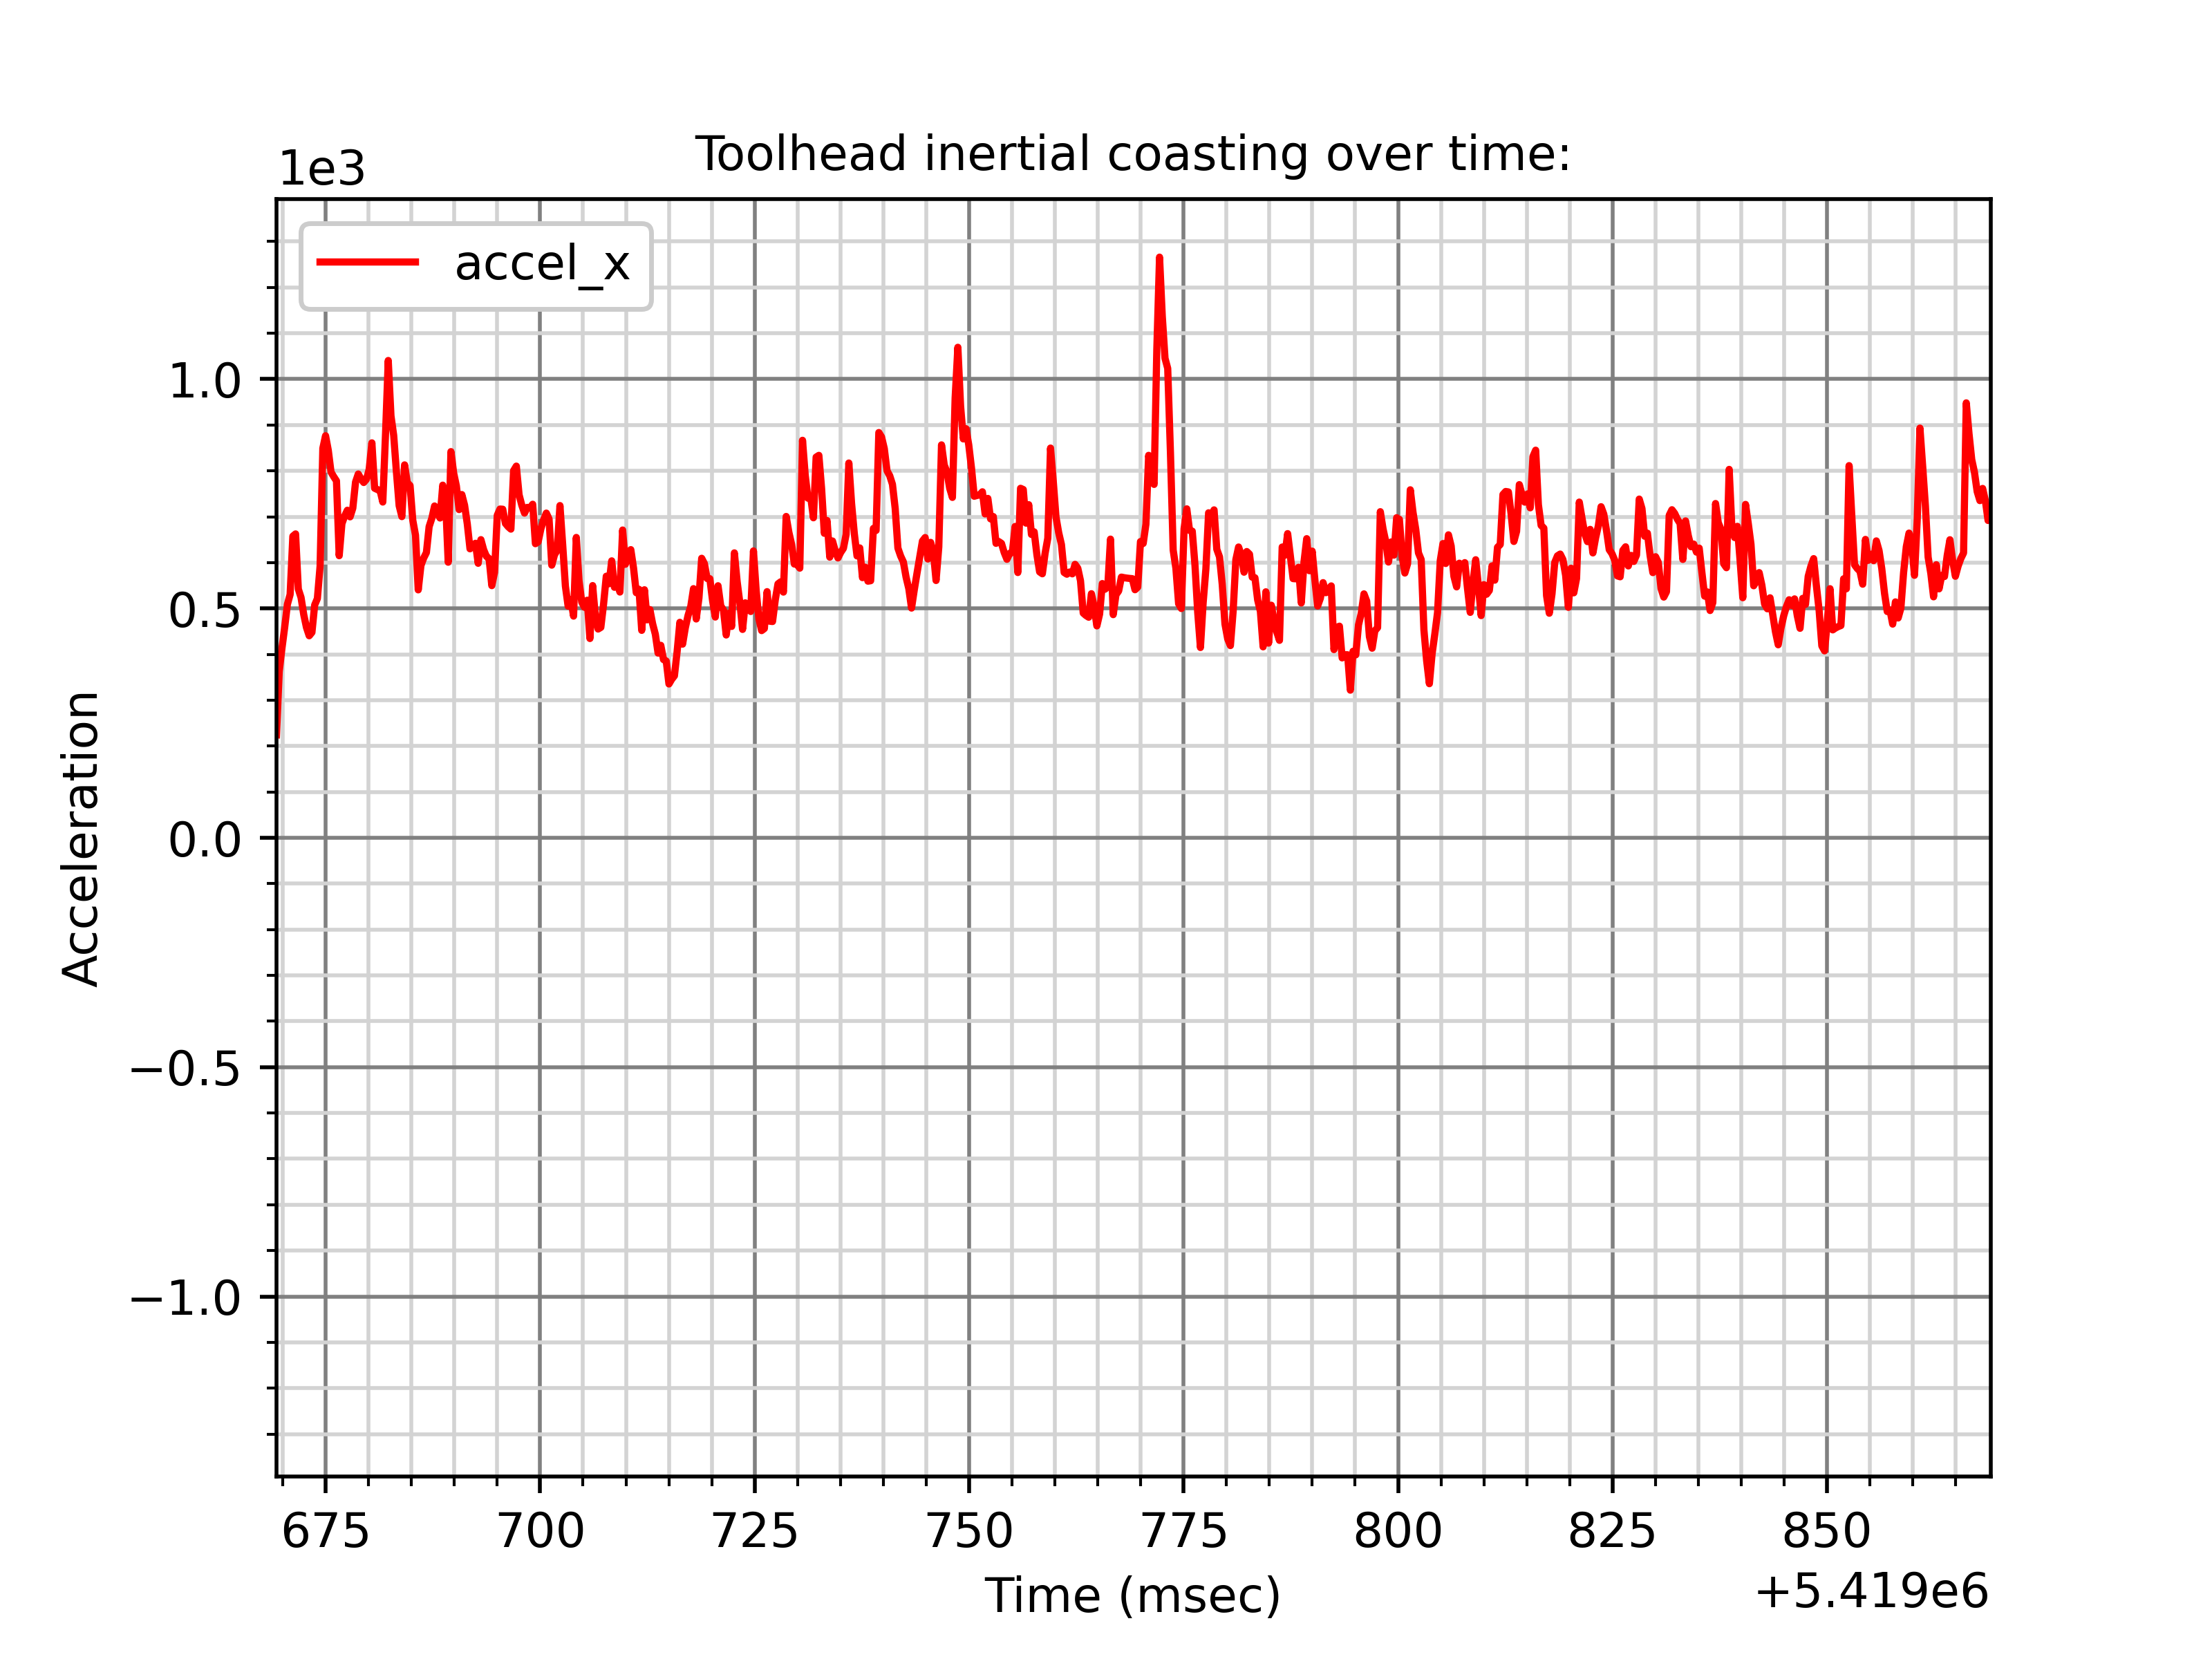 Toolhead inertial coasting over time:
1e3
accel_x
1.0
0.5
0.0
−0.5
−1.0
Acceleration
675 700 725 750 775 800 825 850
Time (msec)
+5.419e6